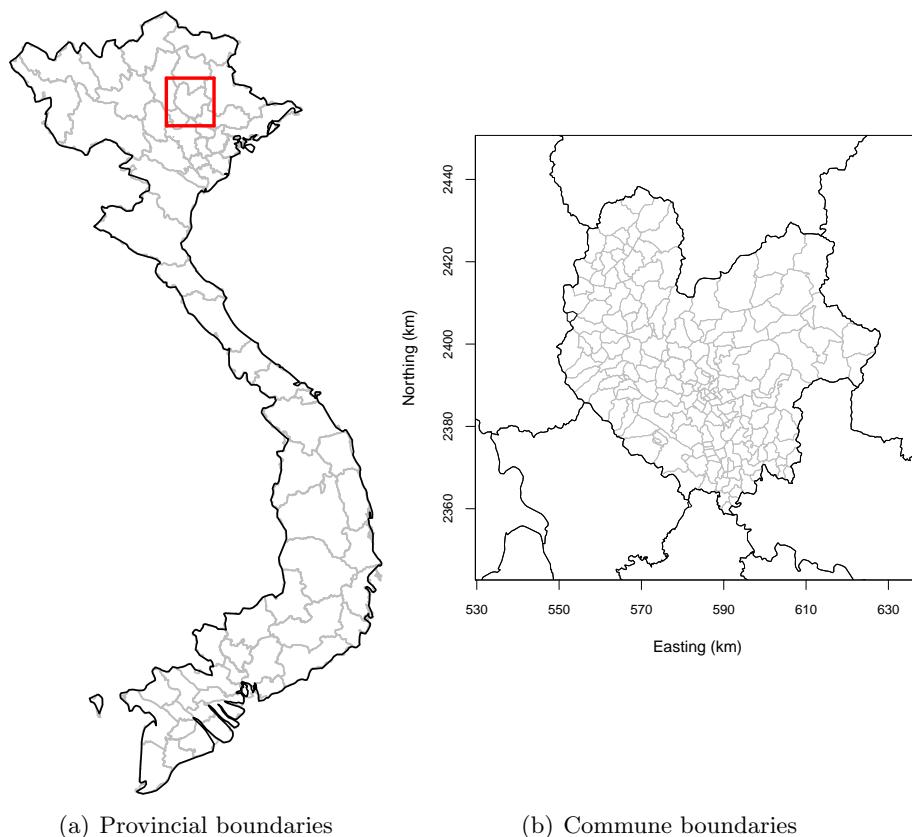 2440
2420
2400
2380
2360
Northing (km)
530 550 570 590 610 630
Easting (km)
(a) Provincial boundaries
(b) Commune boundaries